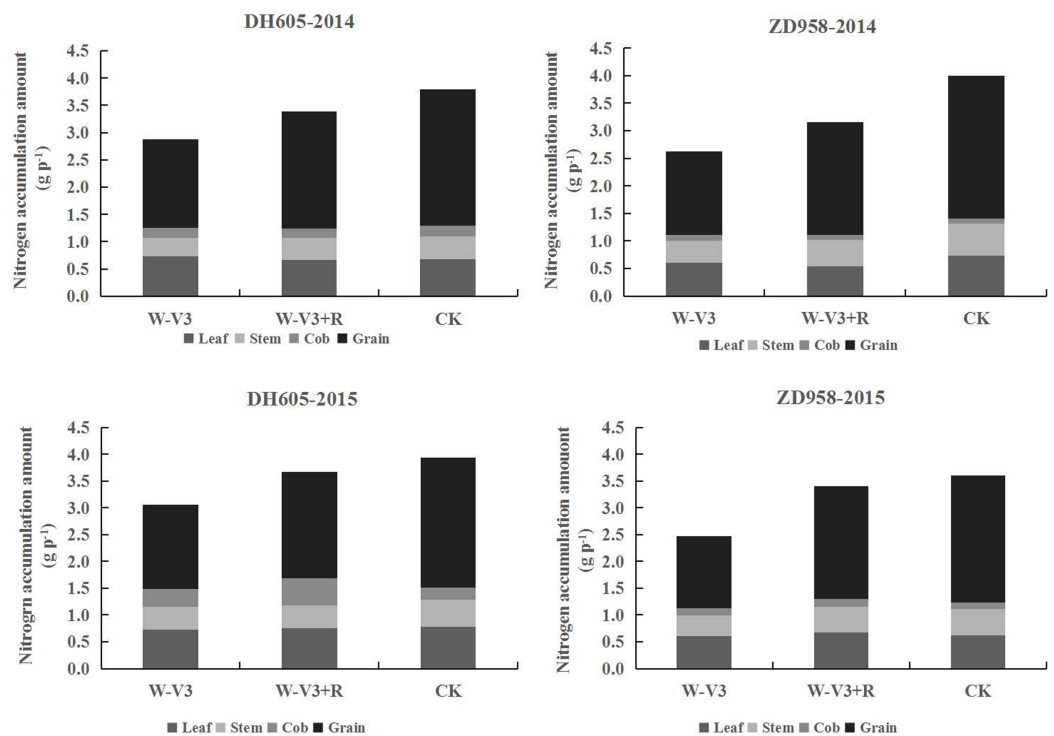 DH605-2014
Nitrogen accumulation amount
(g p-1)
4.5
4.0
3.5
3.0
2.5
2.0
1.5
1.0
0.5
0.0
W-V3 W-V3+R CK
Leaf Stem Cob Grain
ZD958-2014
Nitrogen accumulation amount
(g p-1)
4.5
4.0
3.5
3.0
2.5
2.0
1.5
1.0
0.5
0.0
W-V3 W-V3+R CK
Leaf Stem Cob Grain
DH605-2015
Nitrogrn accumulation amount
(g p-1)
4.5
4.0
3.5
3.0
2.5
2.0
1.5
1.0
0.5
0.0
W-V3 W-V3+R CK
Leaf Stem Cob Grain
ZD958-2015
Nitrogen accumulation amouont
(g p-1)
4.5
4.0
3.5
3.0
2.5
2.0
1.5
1.0
0.5
0.0
W-V3 W-V3+R CK
Leaf Stem Cob Grain